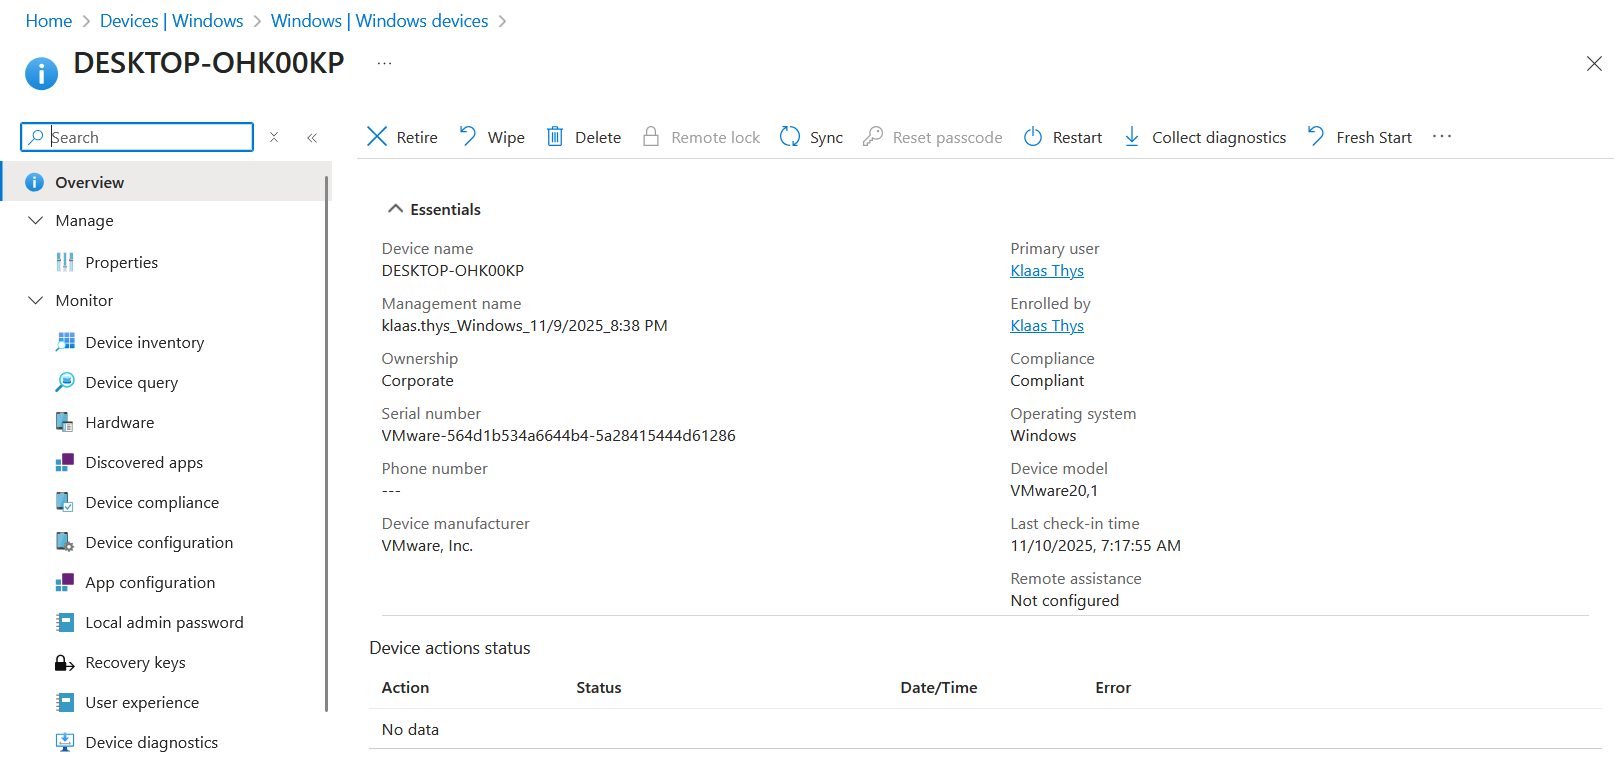 Home > Devices | Windows > Windows | Windows devices >
DESKTOP-OHK00KP ...
Search
Overview
Manage
Properties
Monitor
Device inventory
Device query
Hardware
Discovered apps
Device compliance
Device configuration
App configuration
Local admin password
Recovery keys
User experience
Device diagnostics
Retire Wipe Delete Remote lock Sync Reset passcode Restart Collect diagnostics Fresh Start ...
Essentials
Device name
DESKTOP-OHK00KP
Management name
klaas.thys_Windows_11/9/2025_8:38 PM
Ownership
Corporate
Serial number
VMware-564d1b534a6644b4-5a28415444d61286
Phone number
---
Device manufacturer
VMware, Inc.
Primary user
Klaas Thys
Enrolled by
Klaas Thys
Compliance
Compliant
Operating system
Windows
Device model
VMware20,1
Last check-in time
11/10/2025, 7:17:55 AM
Remote assistance
Not configured
Device actions status
Action Status Date/Time Error
No data